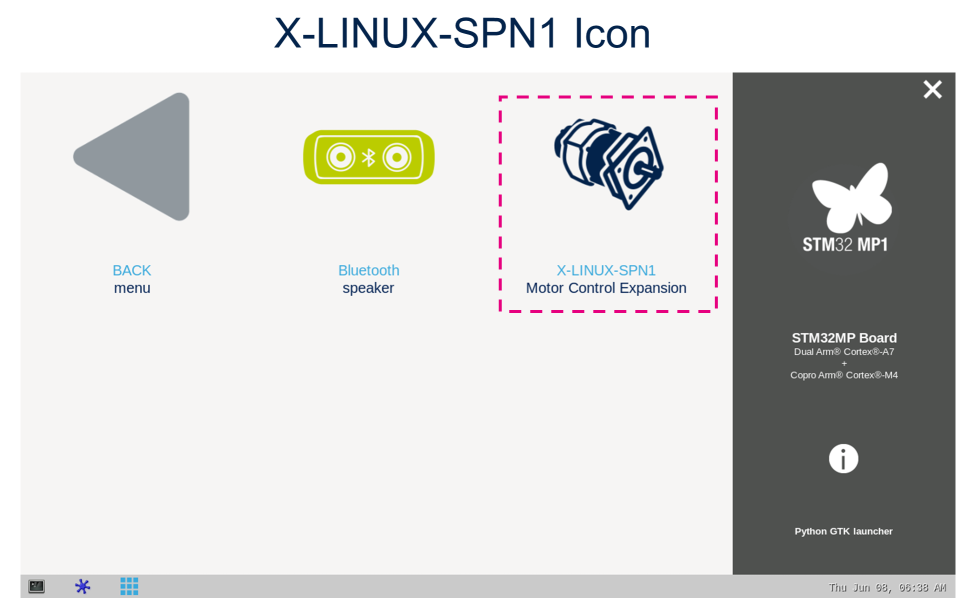 X-LINUX-SPN1 Icon
BACK
menu
Bluetooth
speaker
X-LINUX-SPN1
Motor Control Expansion
STM32 MP1
STM32MP Board
Dual Arm® Cortex®-A7
+
Copro Arm® Cortex®-M4
Python GTK launcher
Thu Jun 08, 06:38 AM